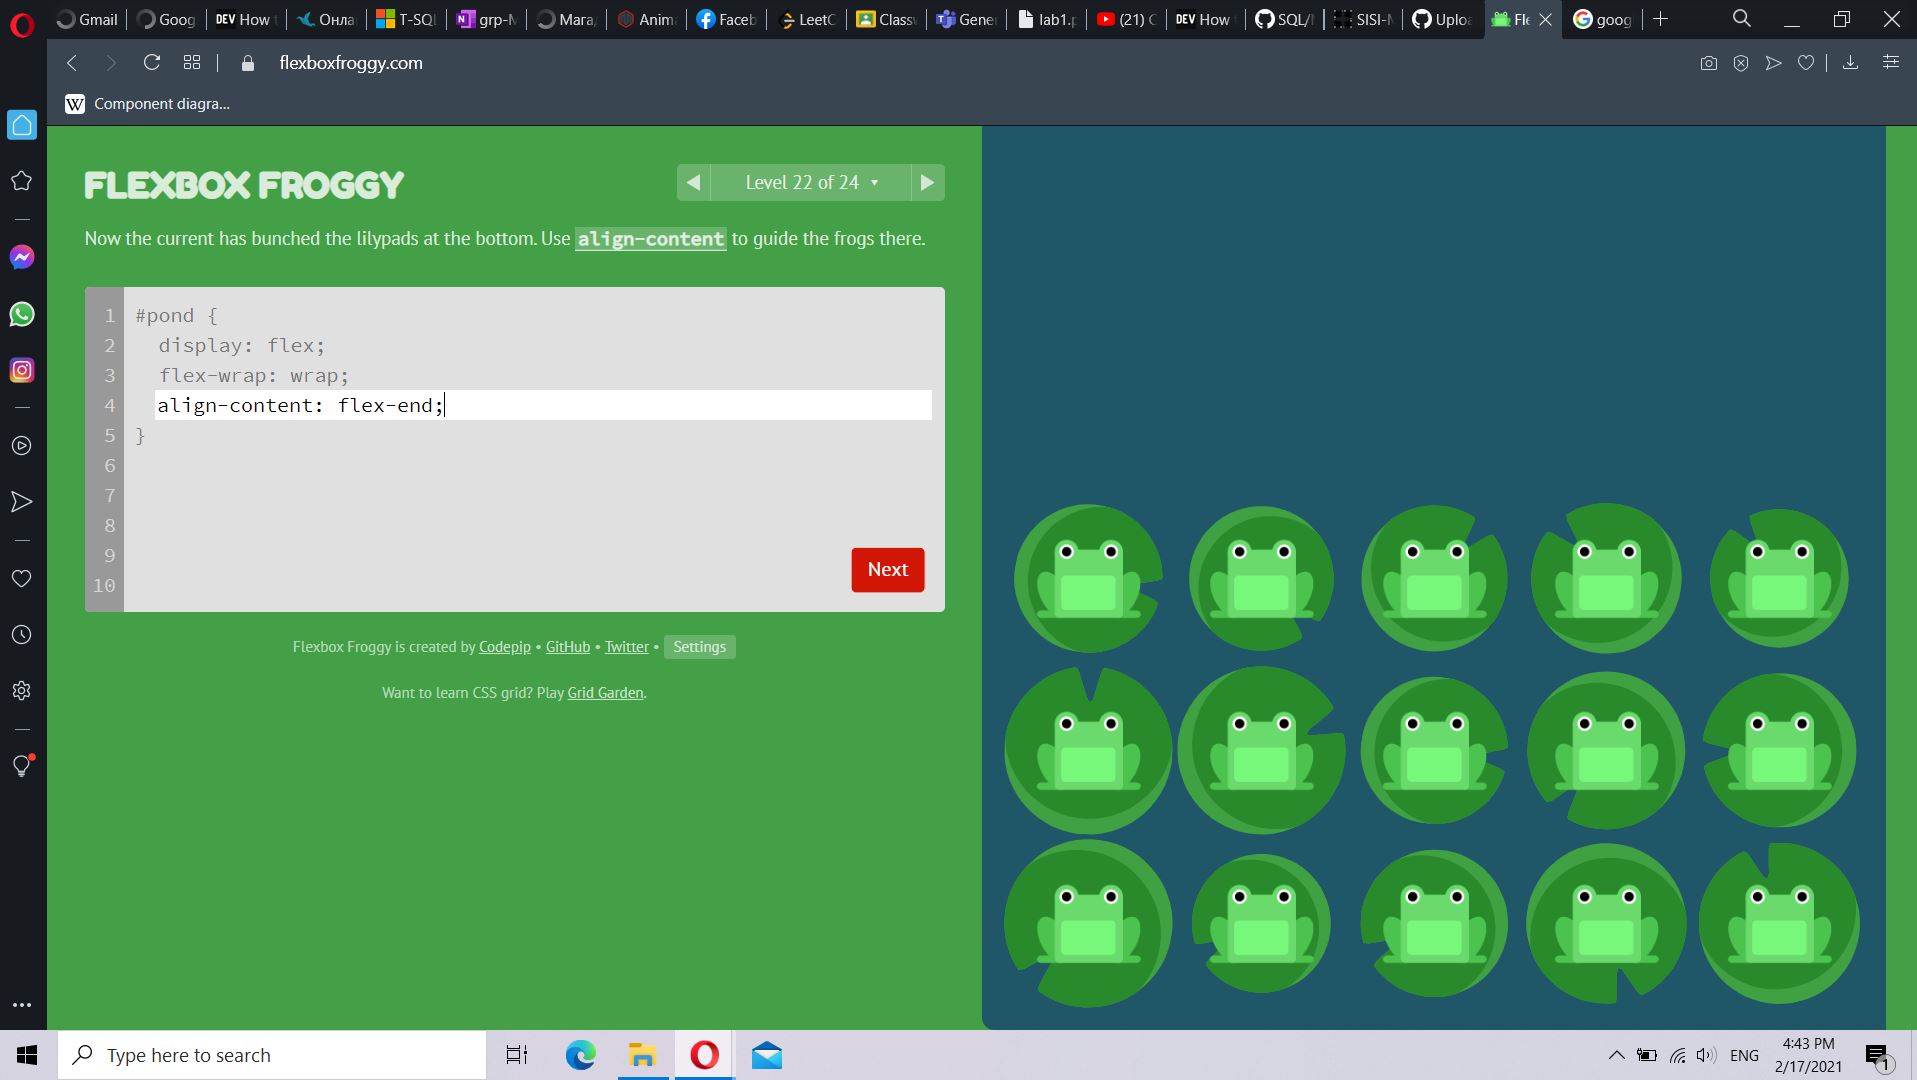 Gmail
Goog
DEV How t
Онла
T-SQL
grp-M
Mara
Anima
Faceb
LeetC
Classw
Gener
lab1.p
(21) C
DEV How
SQL/
SISI-M
Uploa
Fle
goog
flexboxfroggy.com
W Component diagra...
FLEXBOX FROGGY
Level 22 of 24
Now the current has bunched the lilypads at the bottom. Use align-content to guide the frogs there.
1 #pond {
2 display: flex;
3 flex-wrap: wrap;
4 align-content: flex-end;
5 }
6
7
8
9
10
Next
Flexbox Froggy is created by Codepip • GitHub • Twitter • Settings
Want to learn CSS grid? Play Grid Garden.
Type here to search
ENG
4:43 PM
2/17/2021
1